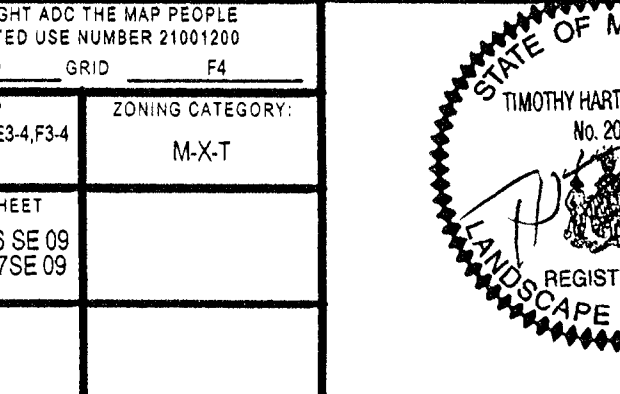 GHT ADC THE MAP PEOPLE
TED USE NUMBER 21001200
GRID F4
ZONING CATEGORY:
E3-4,F3-4
M-X-T
HEET
6 SE 09
7SE 09
STATE OF M
TIMOTHY HART
No. 20
REGIST
LANDSCAPE